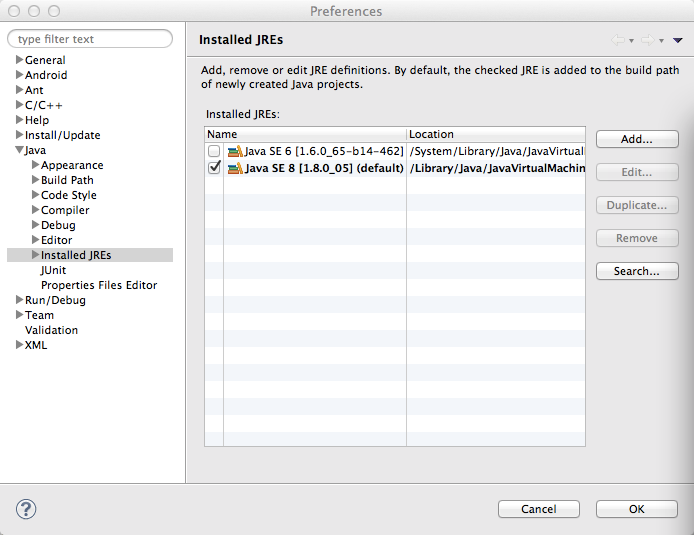 Preferences
type filter text
General
Android
Ant
C/C++
Help
Install/Update
Java
Appearance
Build Path
Code Style
Compiler
Debug
Editor
Installed JREs
JUnit
Properties Files Editor
Run/Debug
Team
Validation
XML
Installed JREs
Add, remove or edit JRE definitions. By default, the checked JRE is added to the build path
of newly created Java projects.
Installed JREs:
Name Location
Java SE 6 [1.6.0_65-b14-462] /System/Library/Java/JavaVirtual
Java SE 8 [1.8.0_05] (default) /Library/Java/JavaVirtualMachin
Add...
Edit...
Duplicate...
Remove
Search...
?
Cancel OK